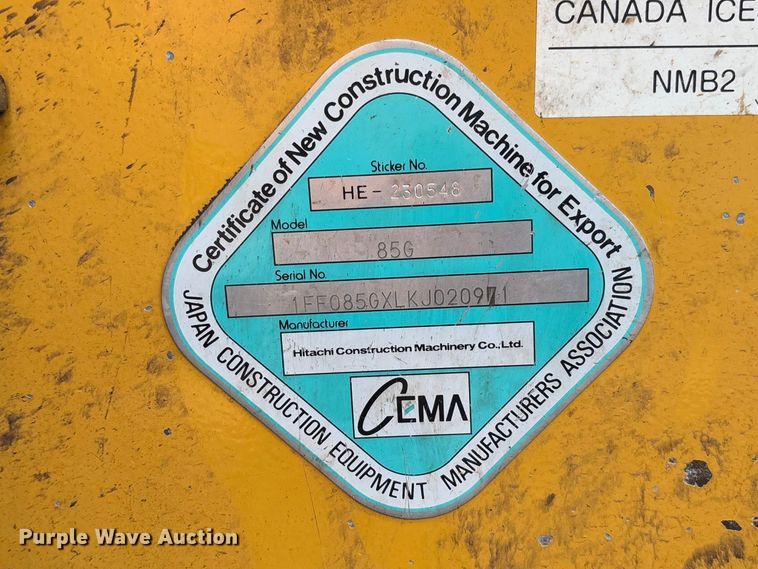 CANADA ICE
NMB2
Certificate of New Construction Machine for Export
Sticker No.
HE - 230548
Model
85G
Serial No.
1FF085GXLKJ020971
Manufacturer
Hitachi Construction Machinery Co., Ltd.
CEMA
JAPAN CONSTRUCTION EQUIPMENT MANUFACTURERS ASSOCIATION
Purple Wave Auction